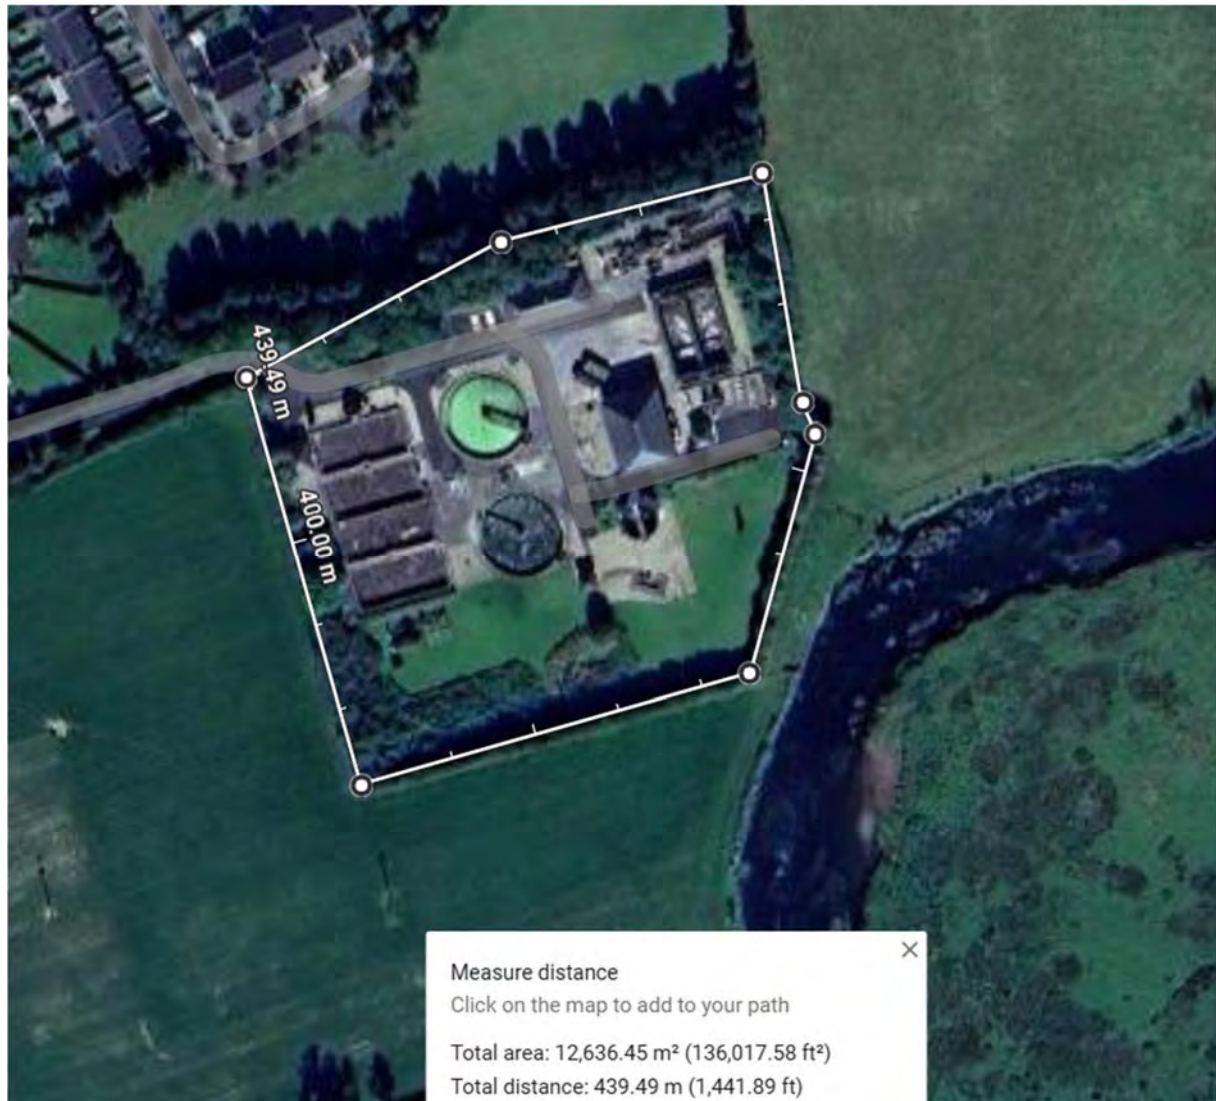 439.49 m
400.00 m
Measure distance
Click on the map to add to your path
Total area: 12,636.45 m² (136,017.58 ft²)
Total distance: 439.49 m (1,441.89 ft)